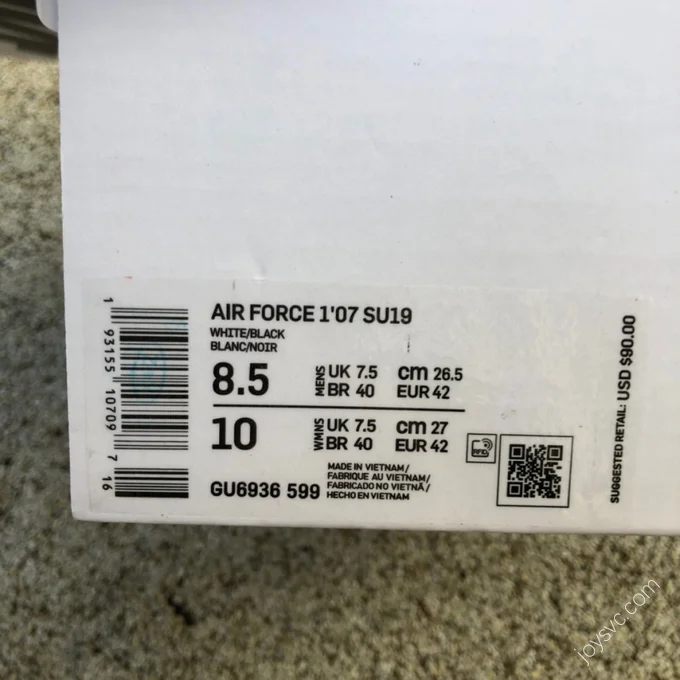 AIR FORCE 1'07 SU19
WHITE/BLACK
BLANC/NOIR
8.5 MENS UK 7.5 cm 26.5
BR 40 EUR 42
10 WMNS UK 7.5 cm 27
BR 40 EUR 42
GU6936 599
MADE IN VIETNAM/
FABRIQUE AU VIETNAM/
FABRICADO NO VIETNÃ/
HECHO EN VIETNAM
RFID
SUGGESTED RETAIL: USD $90.00
1 93155 10709 7 16
joysvc.com